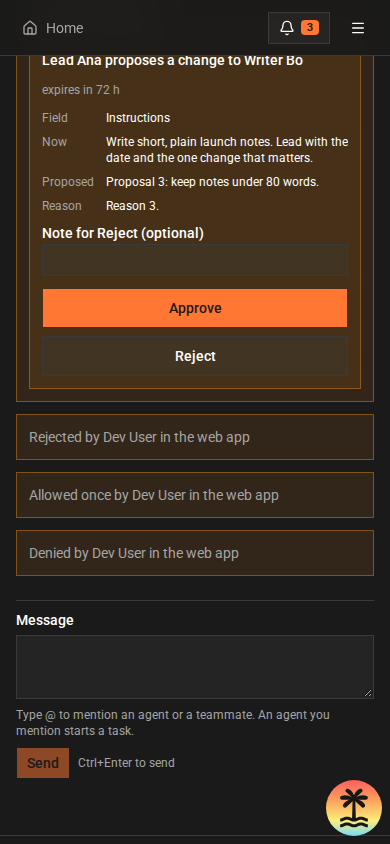 Home
3
Lead Ana proposes a change to Writer Bo
expires in 72 h
Field Instructions
Now Write short, plain launch notes. Lead with the
date and the one change that matters.
Proposed Proposal 3: keep notes under 80 words.
Reason Reason 3.
Note for Reject (optional)
Approve
Reject
Rejected by Dev User in the web app
Allowed once by Dev User in the web app
Denied by Dev User in the web app
Message
Type @ to mention an agent or a teammate. An agent you
mention starts a task.
Send Ctrl+Enter to send